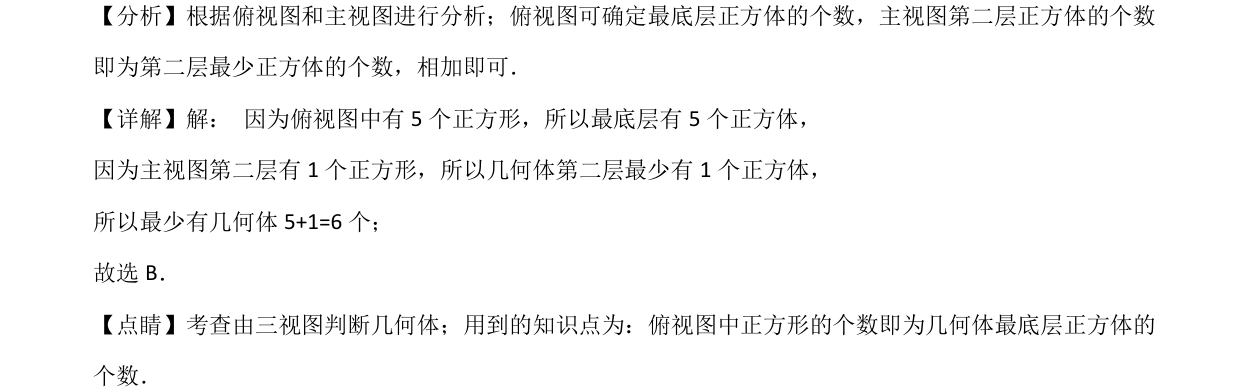 【分析】根据俯视图和主视图进行分析；俯视图可确定最底层正方体的个数，主视图第二层正方体的个数
即为第二层最少正方体的个数，相加即可．
【详解】解： 因为俯视图中有 5 个正方形，所以最底层有 5 个正方体，
因为主视图第二层有 1 个正方形，所以几何体第二层最少有 1 个正方体，
所以最少有几何体 5+1=6 个；
故选 B．
【点睛】考查由三视图判断几何体；用到的知识点为：俯视图中正方形的个数即为几何体最底层正方体的
个数．